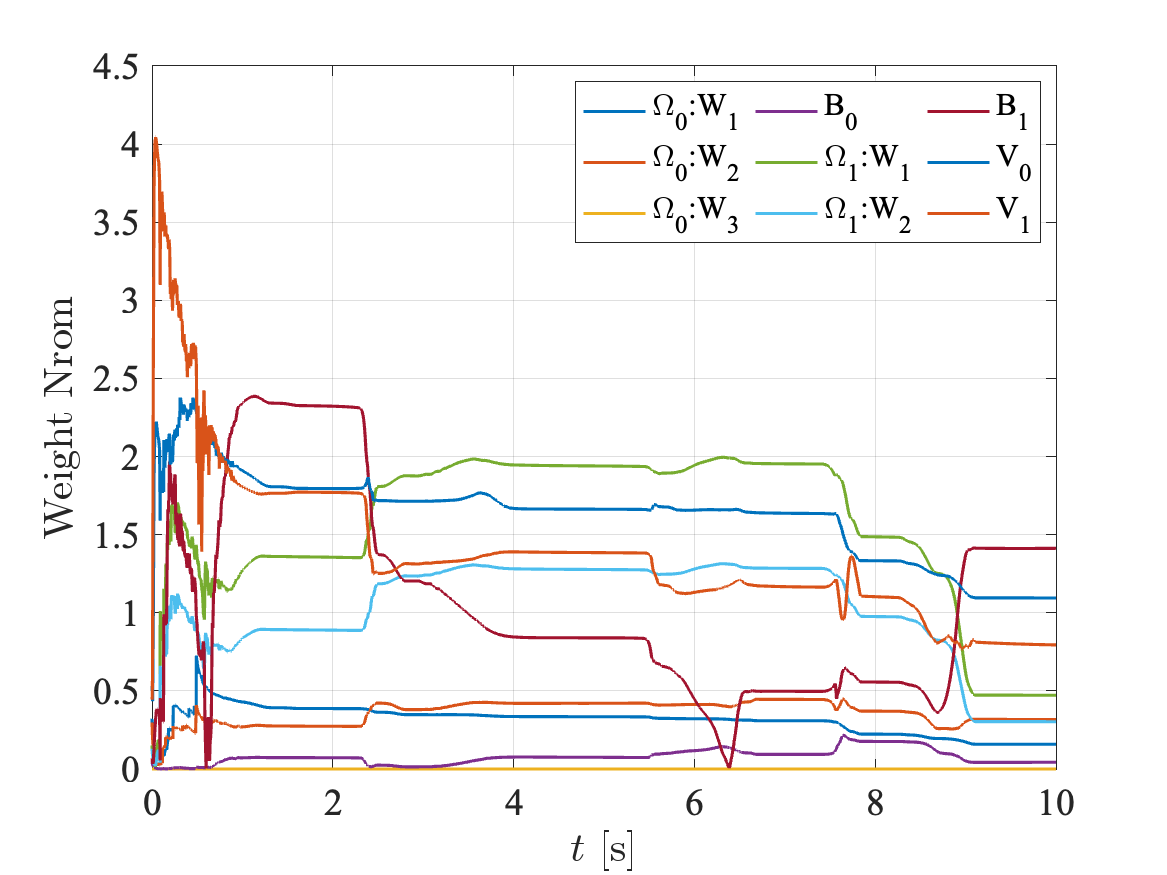 4.5
4
3.5
3
2.5
2
1.5
1
0.5
0
Weight Nrom
Ω₀:W₁ B₀ B₁
Ω₀:W₂ Ω₁:W₁ V₀
Ω₀:W₃ Ω₁:W₂ V₁
0 2 4 6 8 10
t [s]